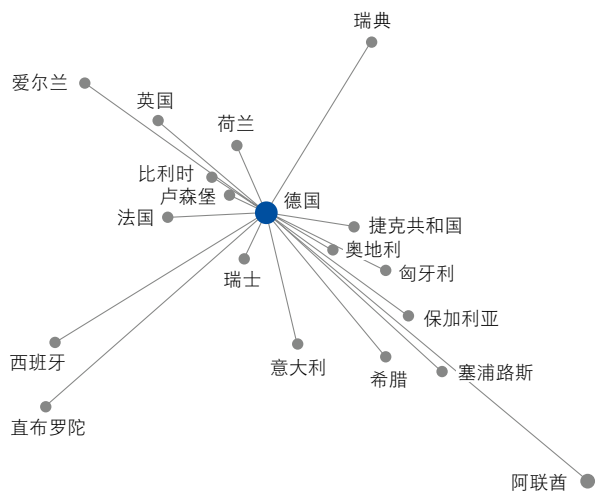 瑞典
爱尔兰
英国
荷兰
比利时
卢森堡
德国
法国
捷克共和国
奥地利
匈牙利
瑞士
保加利亚
西班牙
意大利
希腊
塞浦路斯
直布罗陀
阿联酋